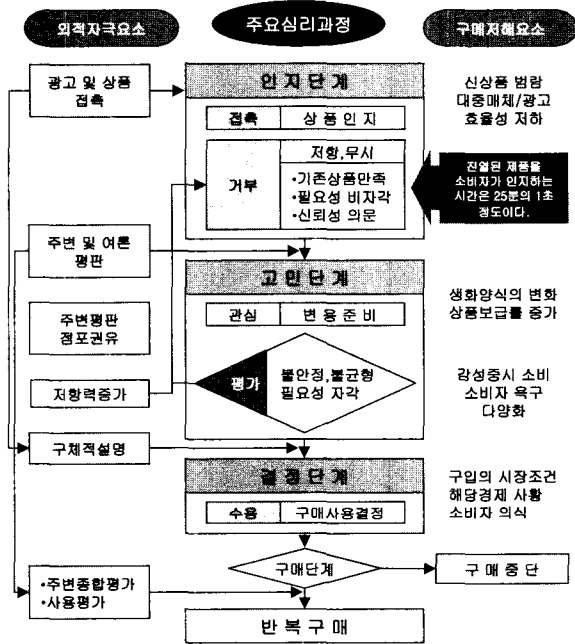 외적자극요소
주요심리과정
구매저해요소
광고 및 상품
접촉
인지단계
접촉 상품인지
거부
저항,무시
•기존상품만족
•필요성 비자각
•신뢰성 의문
신상품 범람
대중매체/광고
효율성 저하
진열된 제품을
소비자가 인지하는
시간은 25분의 1초
정도이다.
주변 및 여론
평판
고민단계
관심 변용준비
주변평판
점포권유
생화양식의 변화
상품보급률 증가
저항력증가
평가
불안정,불균형
필요성 자각
감성중시 소비
소비자 욕구
다양화
구체적설명
결정단계
수용 구매사용결정
구입의 시장조건
해당경제 사황
소비자 의식
구매단계
구매중단
•주변종합평가
•사용평가
반복구매